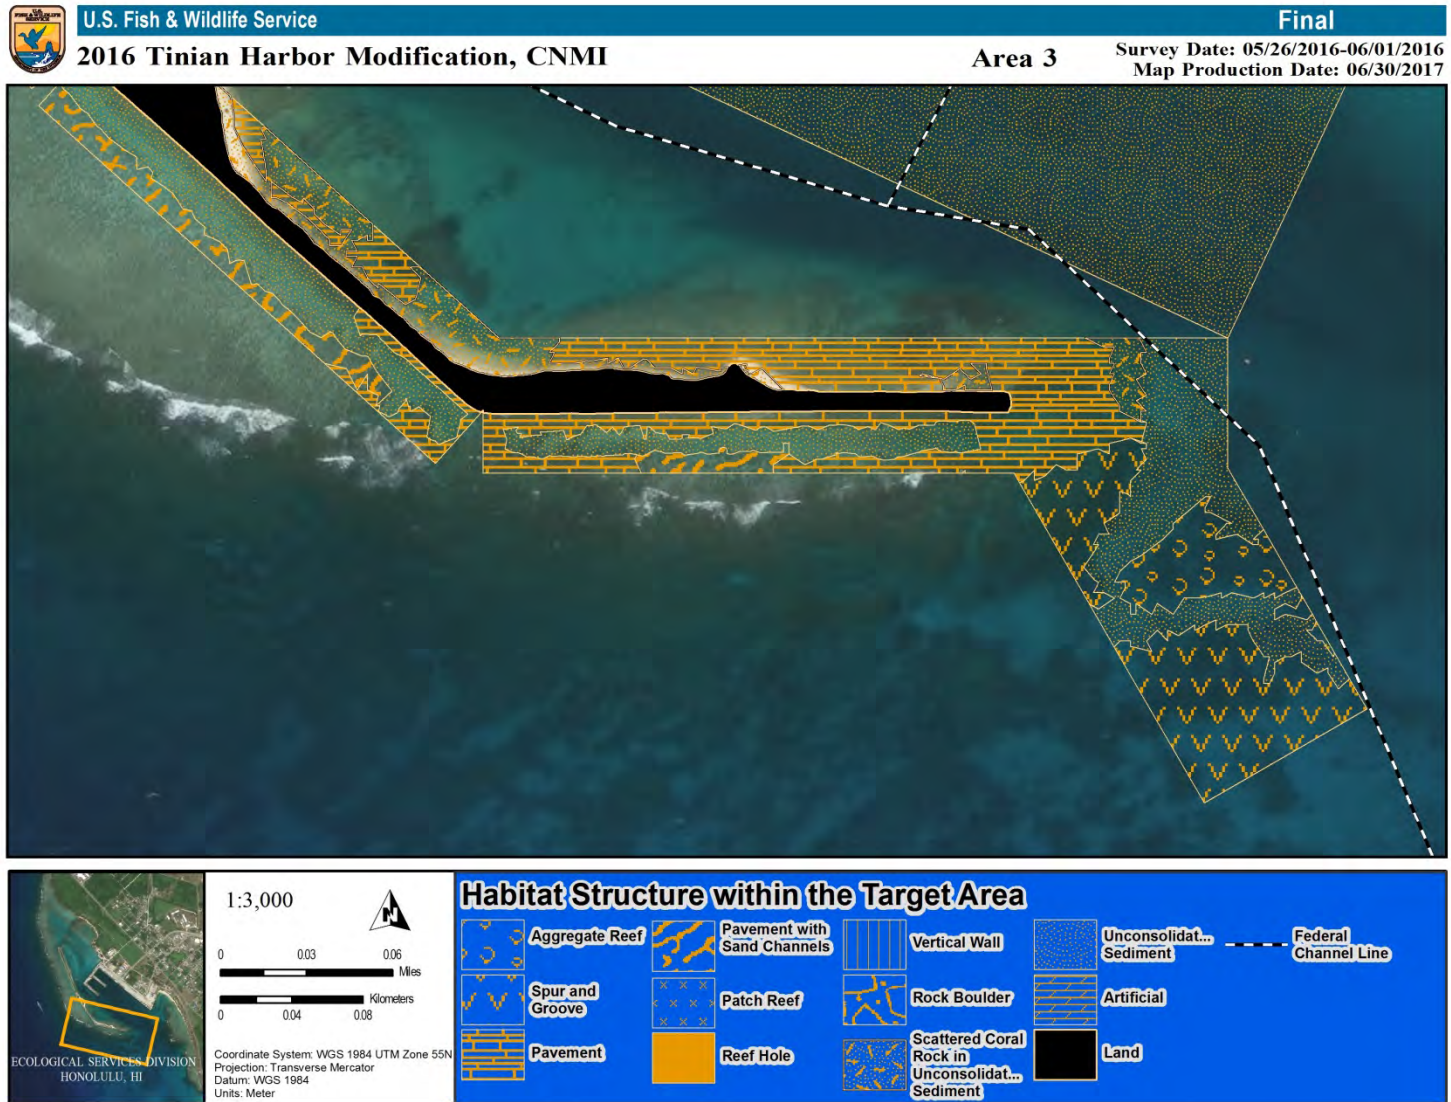 U.S.
FISH & WILDLIFE
SERVICE
U.S. Fish & Wildlife Service
Final
2016 Tinian Harbor Modification, CNMI
Area 3
Survey Date: 05/26/2016-06/01/2016
Map Production Date: 06/30/2017
ECOLOGICAL SERVICES DIVISION
HONOLULU, HI
1:3,000
N
0 0.03 0.06
Miles
Kilometers
0 0.04 0.08
Coordinate System: WGS 1984 UTM Zone 55N
Projection: Transverse Mercator
Datum: WGS 1984
Units: Meter
Habitat Structure within the Target Area
Aggregate Reef
Spur and
Groove
Pavement
Pavement with
Sand Channels
Patch Reef
Reef Hole
Vertical Wall
Rock Boulder
Scattered Coral
Rock in
Unconsolidat...
Sediment
Unconsolidat...
Sediment
Artificial
Land
Federal
Channel Line